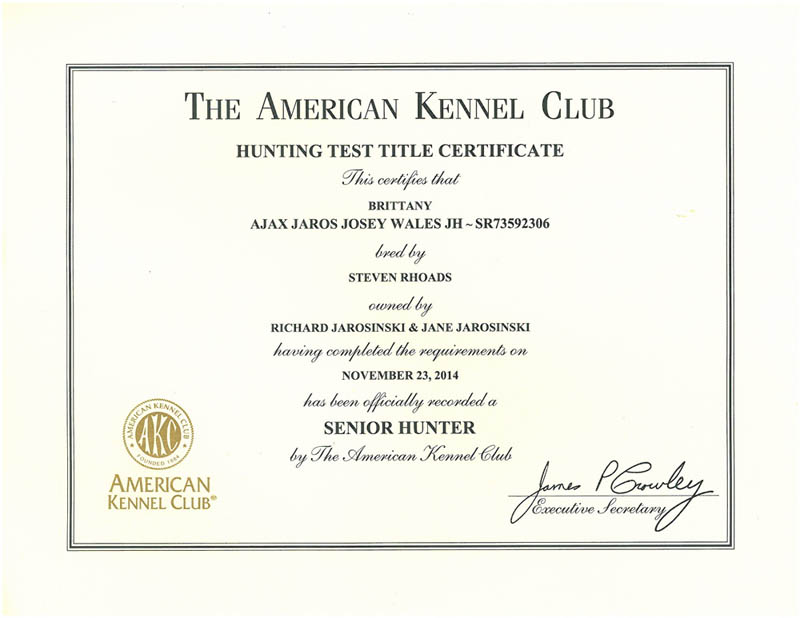 THE AMERICAN KENNEL CLUB
HUNTING TEST TITLE CERTIFICATE
This certifies that
BRITTANY
AJAX JAROS JOSEY WALES JH ~ SR73592306
bred by
STEVEN RHOADS
owned by
RICHARD JAROSINSKI & JANE JAROSINSKI
having completed the requirements on
NOVEMBER 23, 2014
has been officially recorded a
SENIOR HUNTER
by The American Kennel Club
AMERICAN KENNEL CLUB
AKC
FOUNDED 1884
AMERICAN
KENNEL CLUB®
James P Crowley
Executive Secretary